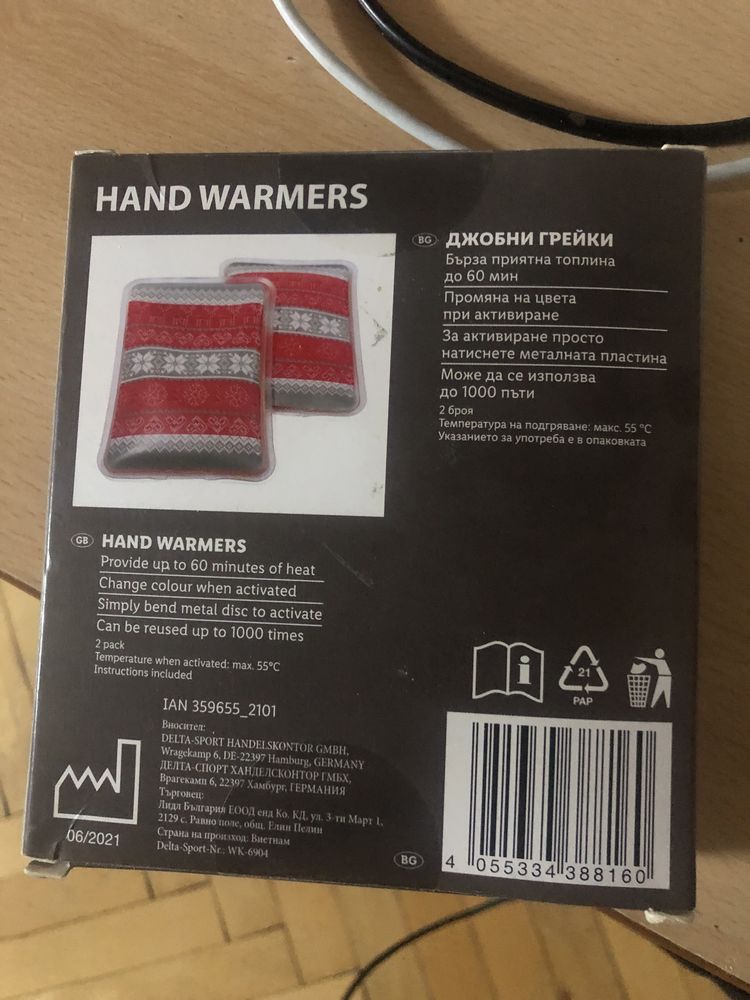 HAND WARMERS
BG ДЖОБНИ ГРЕЙКИ
Бърза приятна топлина
до 60 мин
Промяна на цвета
при активиране
За активиране просто
натиснете металната пластина
Може да се използва
до 1000 пъти
2 броя
Температура на подгряване: макс. 55 °C
Указанието за употреба е в опаковката
GB HAND WARMERS
Provide up to 60 minutes of heat
Change colour when activated
Simply bend metal disc to activate
Can be reused up to 1000 times
2 pack
Temperature when activated: max. 55°C
Instructions included
IAN 359655_2101
Вносител:
DELTA-SPORT HANDELSKONTOR GMBH,
Wragekamp 6, DE-22397 Hamburg, GERMANY
ДЕЛТА-СПОРТ ХАНДЕЛСКОНТОР ГМБХ,
Врагекамп 6, 22397 Хамбург, ГЕРМАНИЯ
Търговец:
Лидл България ЕООД енд Ко. КД, ул. 3-ти Март 1,
2129 с. Равно поле, общ. Елин Пелин
Страна на произход: Виетнам
Delta-Sport-Nr.: WK-6904
06/2021
BG
21
PAP
4 055334 388160